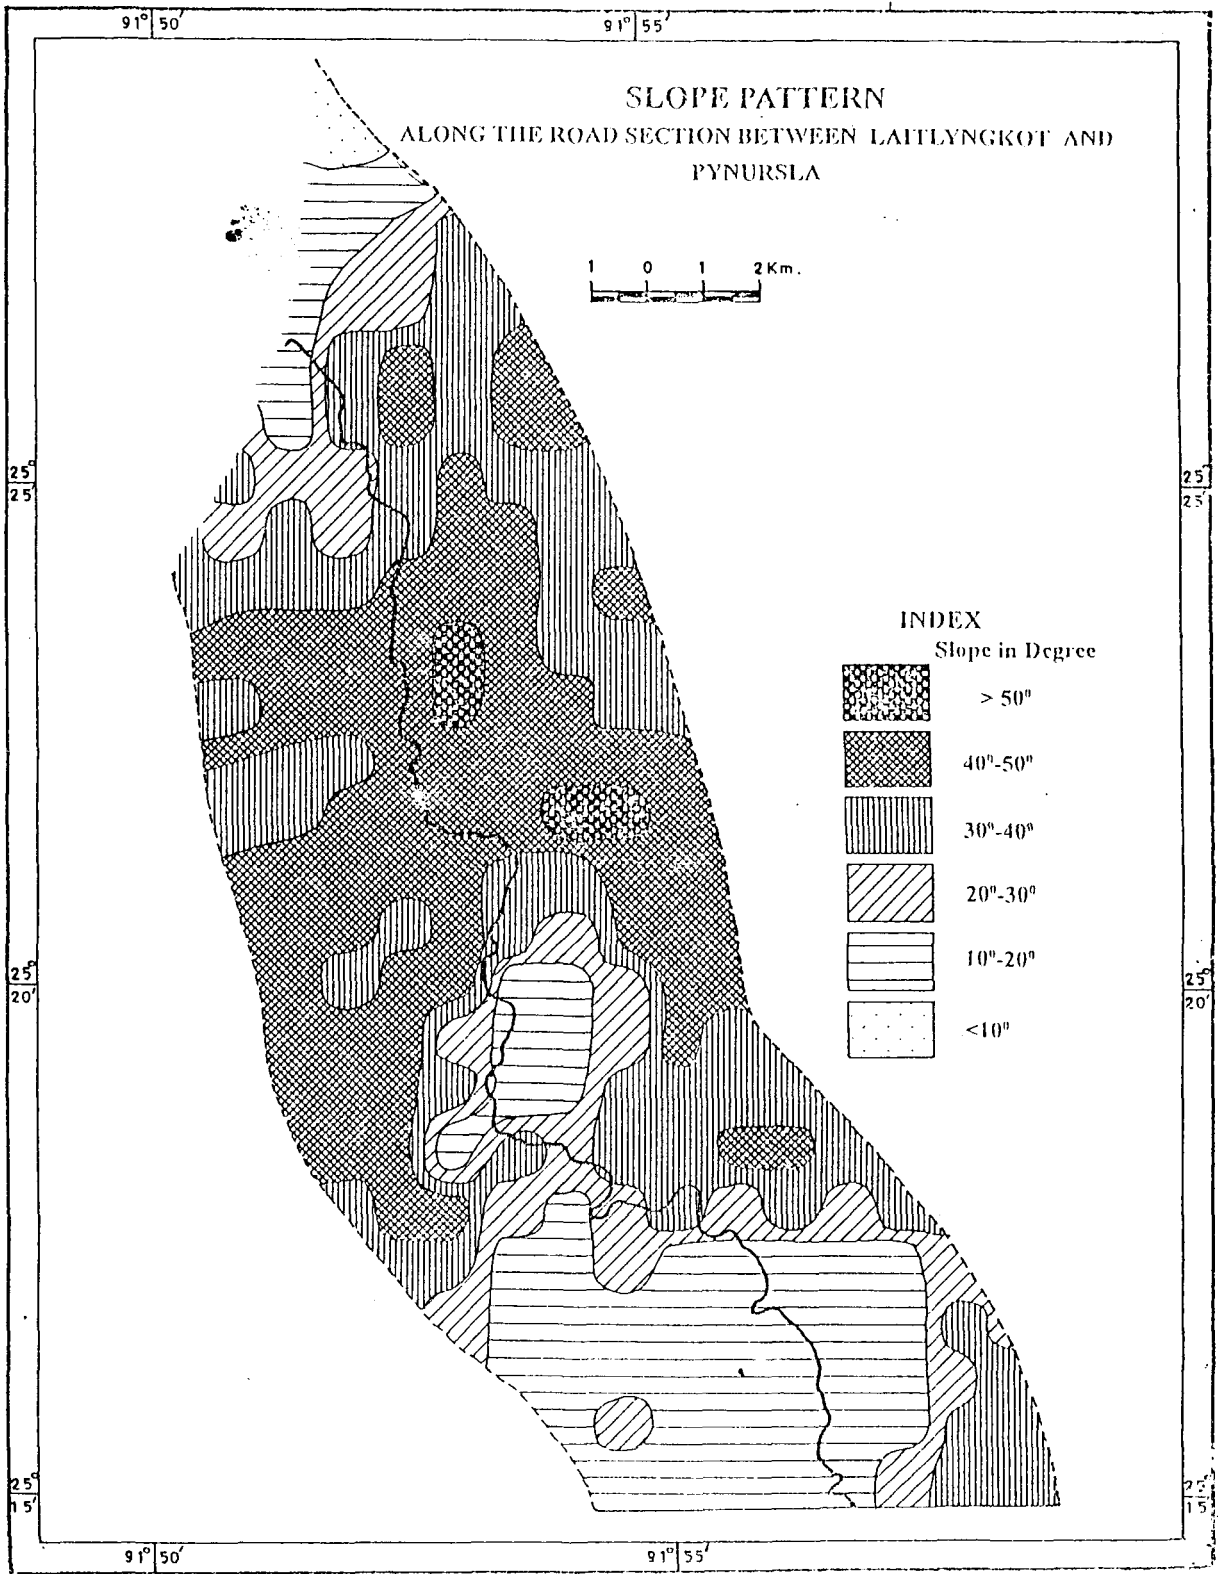 91° 50′ 91° 55′
SLOPE PATTERN
ALONG THE ROAD SECTION BETWEEN LAITLYNGKOT AND
PYNURSLA
1 0 1 2 Km.
25°
25′
25°
25′
INDEX
Slope in Degree
> 50°
40°-50°
30°-40°
20°-30°
10°-20°
<10°
25°
20′
25°
20′
25°
15′
25°
15′
91° 50′ 91° 55′